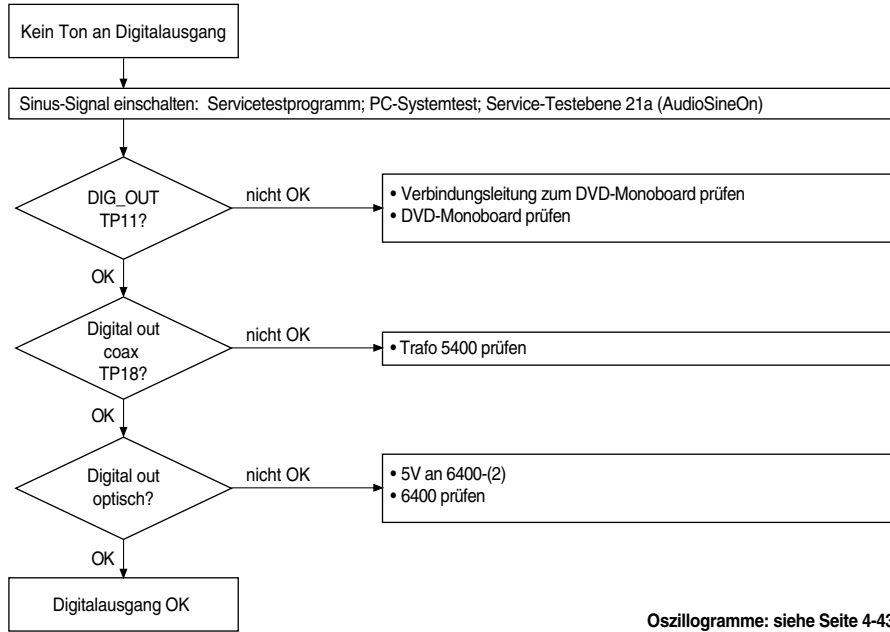 Kein Ton an Digitalausgang
Sinus-Signal einschalten: Servicetestprogramm; PC-Systemtest; Service-Testebene 21a (AudioSineOn)
DIG_OUT
TP11?
nicht OK
• Verbindungsleitung zum DVD-Monoboard prüfen
• DVD-Monoboard prüfen
OK
Digital out
coax
TP18?
nicht OK
• Trafo 5400 prüfen
OK
Digital out
optisch?
nicht OK
• 5V an 6400-(2)
• 6400 prüfen
OK
Digitalausgang OK
Oszillogramme: siehe Seite 4-43